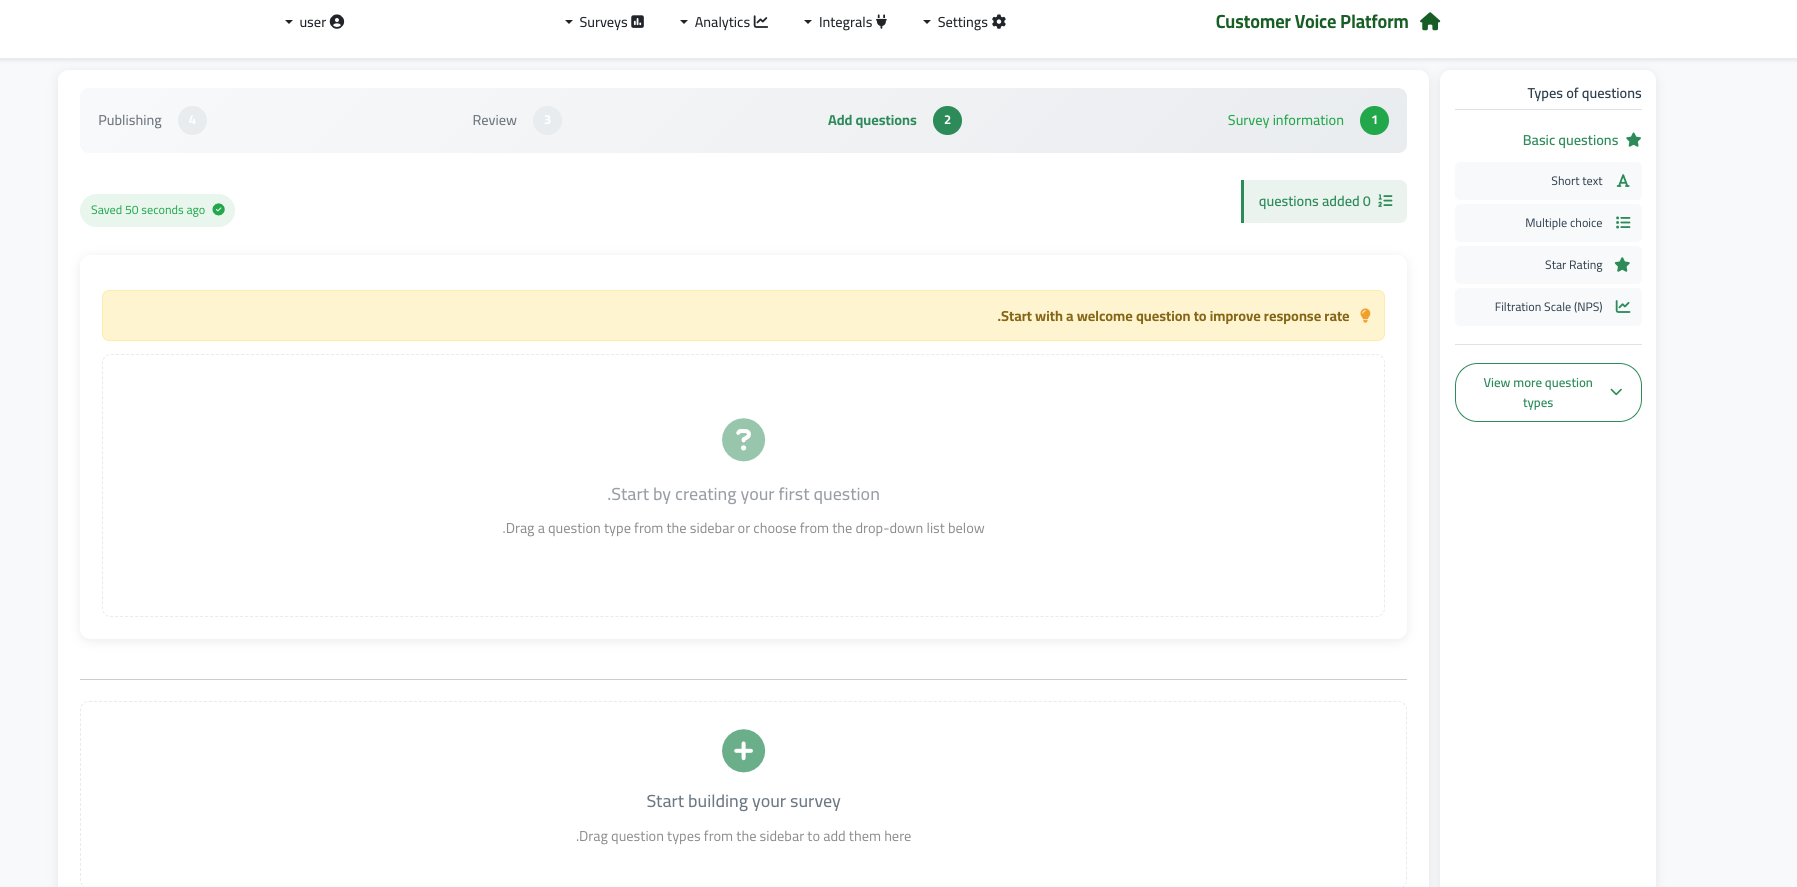 Customer Voice Platform
Settings
Integrals
Analytics
Surveys
user
1 Survey information
2 Add questions
3 Review
4 Publishing
questions added 0
Saved 50 seconds ago
.Start with a welcome question to improve response rate
?
.Start by creating your first question
.Drag a question type from the sidebar or choose from the drop-down list below
Start building your survey
.Drag question types from the sidebar to add them here
Types of questions
Basic questions
Short text
Multiple choice
Star Rating
Filtration Scale (NPS)
View more question
types